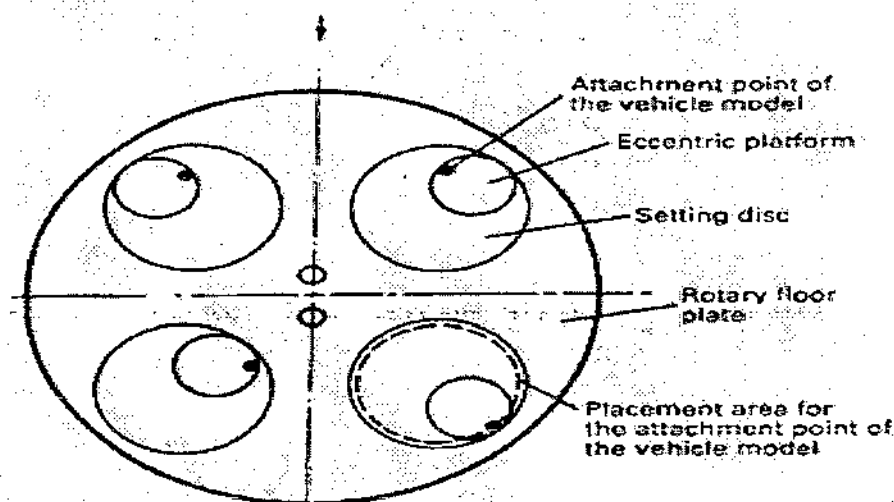 Attachment point of
the vehicle model
Eccentric platform
Setting disc
Rotary floor
plate
Placement area for
the attachment point of
the vehicle model